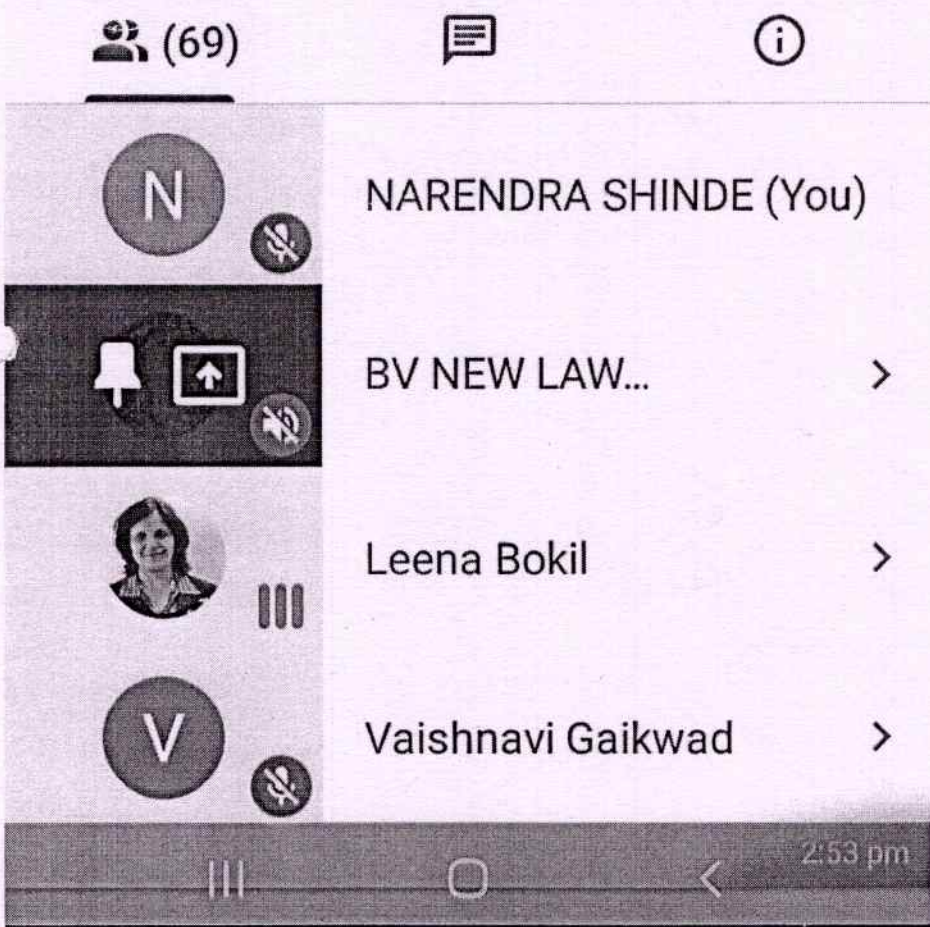 (69)
N
NARENDRA SHINDE (You)
BV NEW LAW...
Leena Bokil
V
Vaishnavi Gaikwad
2:53 pm